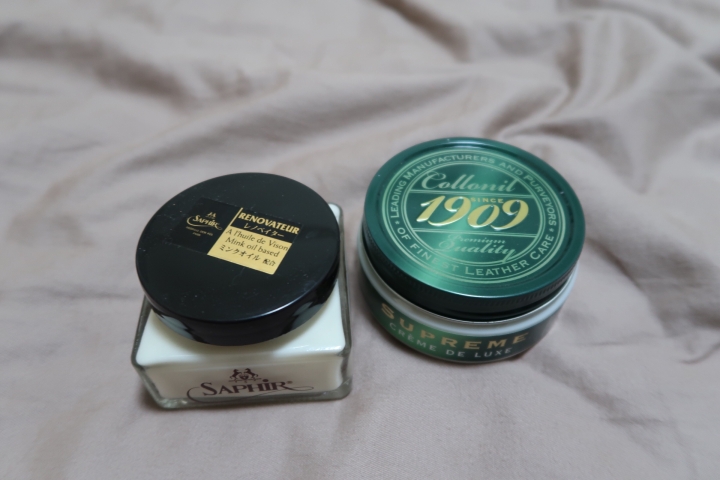 SAPHIR
RENOVATEUR
レノベイター
A l'huile de Vison
Mink oil based
ミンクオイル 配合
SAPHIR
LEADING MANUFACTURERS AND PURVEYORS
OF FINEST LEATHER CARE
Collonil
SINCE
1909
Premium
Quality
SUPREME
CRÈME DE LUXE